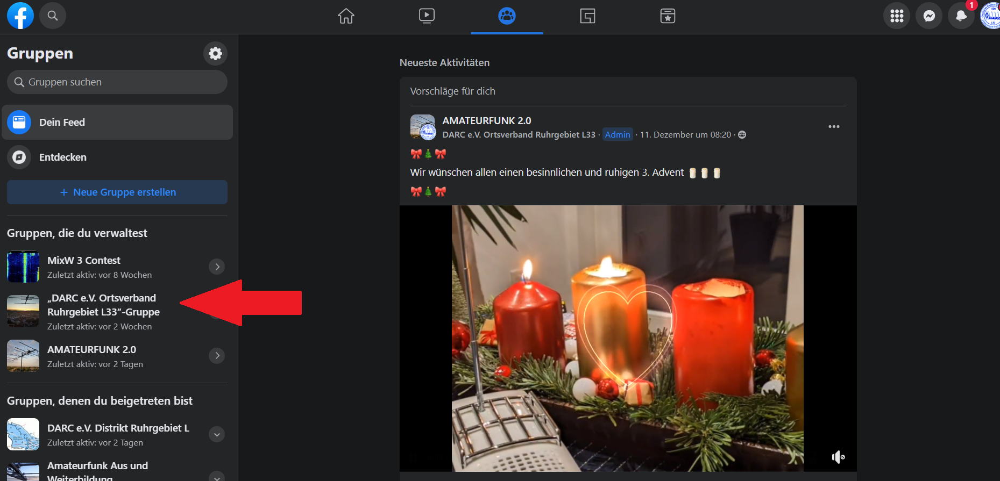 1
Gruppen
Gruppen suchen
Dein Feed
Entdecken
+ Neue Gruppe erstellen
Gruppen, die du verwaltest
MixW 3 Contest
Zuletzt aktiv: vor 8 Wochen
„DARC e.V. Ortsverband
Ruhrgebiet L33“-Gruppe
Zuletzt aktiv: vor 2 Wochen
AMATEURFUNK 2.0
Zuletzt aktiv: vor 2 Tagen
Gruppen, denen du beigetreten bist
DARC e.V. Distrikt Ruhrgebiet L
Zuletzt aktiv: vor 2 Tagen
Amateurfunk Aus und
Weiterbildung
Neueste Aktivitäten
Vorschläge für dich
AMATEURFUNK 2.0
DARC e.V. Ortsverband Ruhrgebiet L33 · Admin · 11. Dezember um 08:20 ·
Wir wünschen allen einen besinnlichen und ruhigen 3. Advent